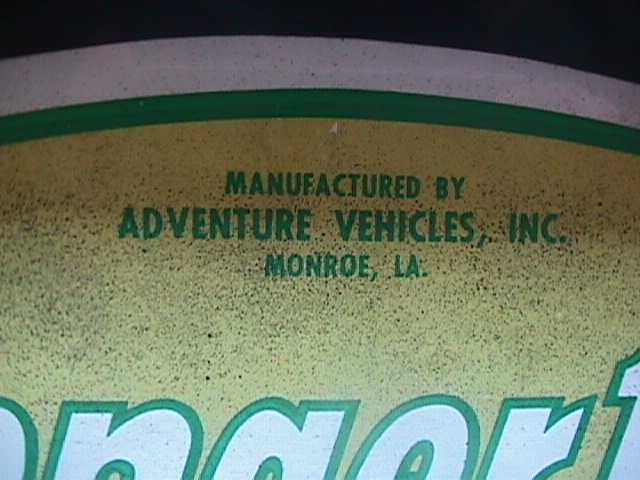 MANUFACTURED BY
ADVENTURE VEHICLES, INC.
MONROE, LA.